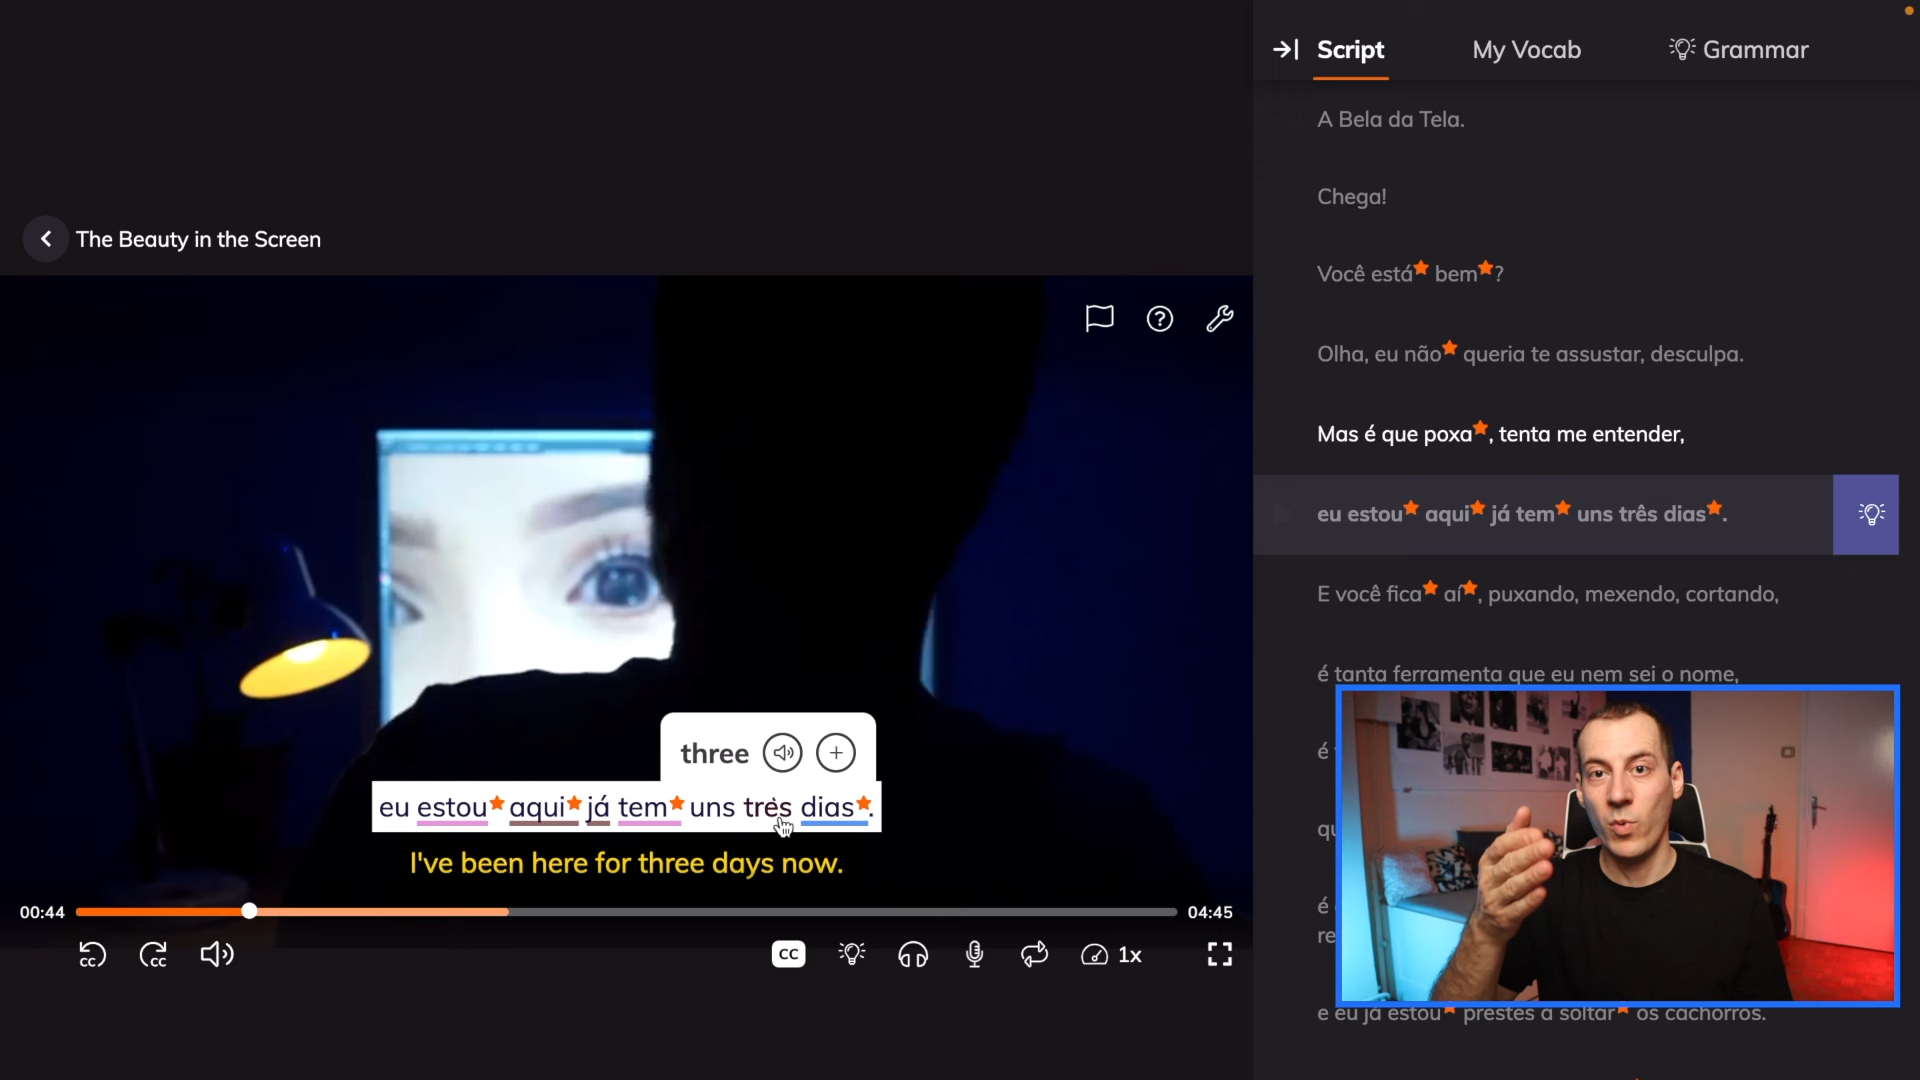 Script
My Vocab
Grammar
A Bela da Tela.
Chega!
Você está bem?
Olha, eu não queria te assustar, desculpa.
Mas é que poxa, tenta me entender,
eu estou aqui já tem uns três dias.
E você fica aí, puxando, mexendo, cortando,
é tanta ferramenta que eu nem sei o nome,
é
qu
é
re
e eu já estou prestes a soltar os cachorros.
The Beauty in the Screen
three
eu estou aqui já tem uns três dias.
I've been here for three days now.
00:44
04:45
CC
CC
CC
1x